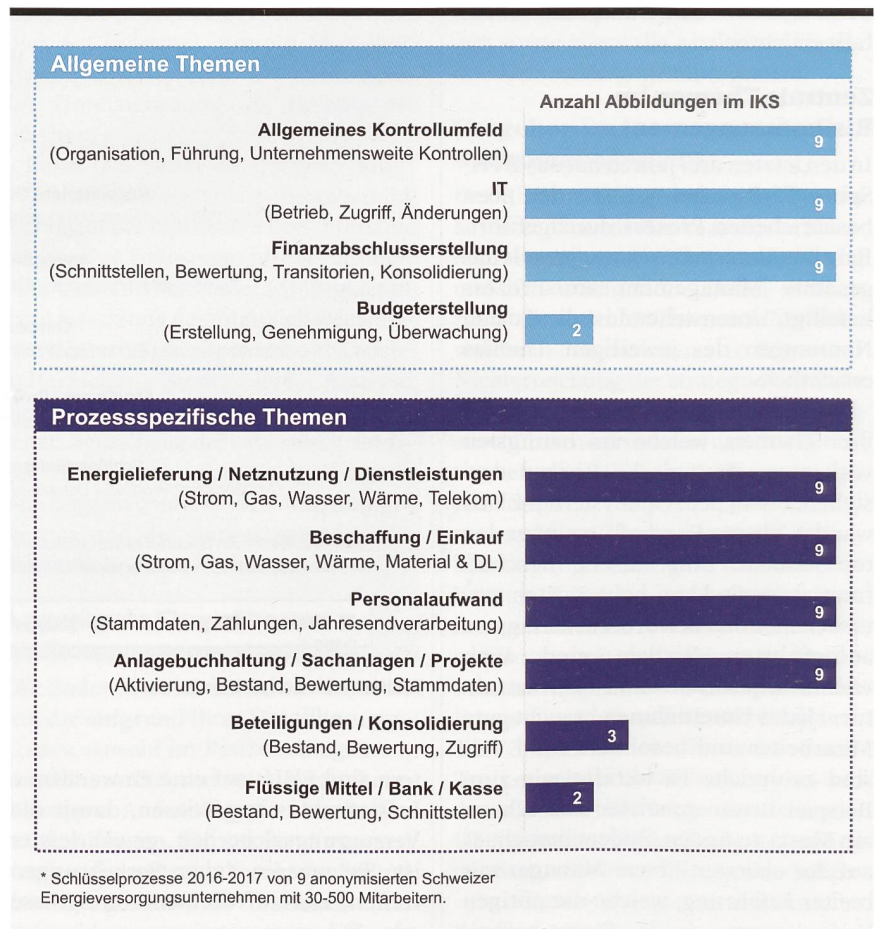 Allgemeine Themen
Anzahl Abbildungen im IKS
Allgemeines Kontrollumfeld
(Organisation, Führung, Unternehmensweite Kontrollen)
9
IT
(Betrieb, Zugriff, Änderungen)
9
Finanzabschlusserstellung
(Schnittstellen, Bewertung, Transitorien, Konsolidierung)
9
Budgeterstellung
(Erstellung, Genehmigung, Überwachung)
2
Prozessspezifische Themen
Energielieferung / Netznutzung / Dienstleistungen
(Strom, Gas, Wasser, Wärme, Telekom)
9
Beschaffung / Einkauf
(Strom, Gas, Wasser, Wärme, Material & DL)
9
Personalaufwand
(Stammdaten, Zahlungen, Jahresendverarbeitung)
9
Anlagebuchhaltung / Sachanlagen / Projekte
(Aktivierung, Bestand, Bewertung, Stammdaten)
9
Beteiligungen / Konsolidierung
(Bestand, Bewertung, Zugriff)
3
Flüssige Mittel / Bank / Kasse
(Bestand, Bewertung, Schnittstellen)
2
* Schlüsselprozesse 2016-2017 von 9 anonymisierten Schweizer
Energieversorgungsunternehmen mit 30-500 Mitarbeitern.